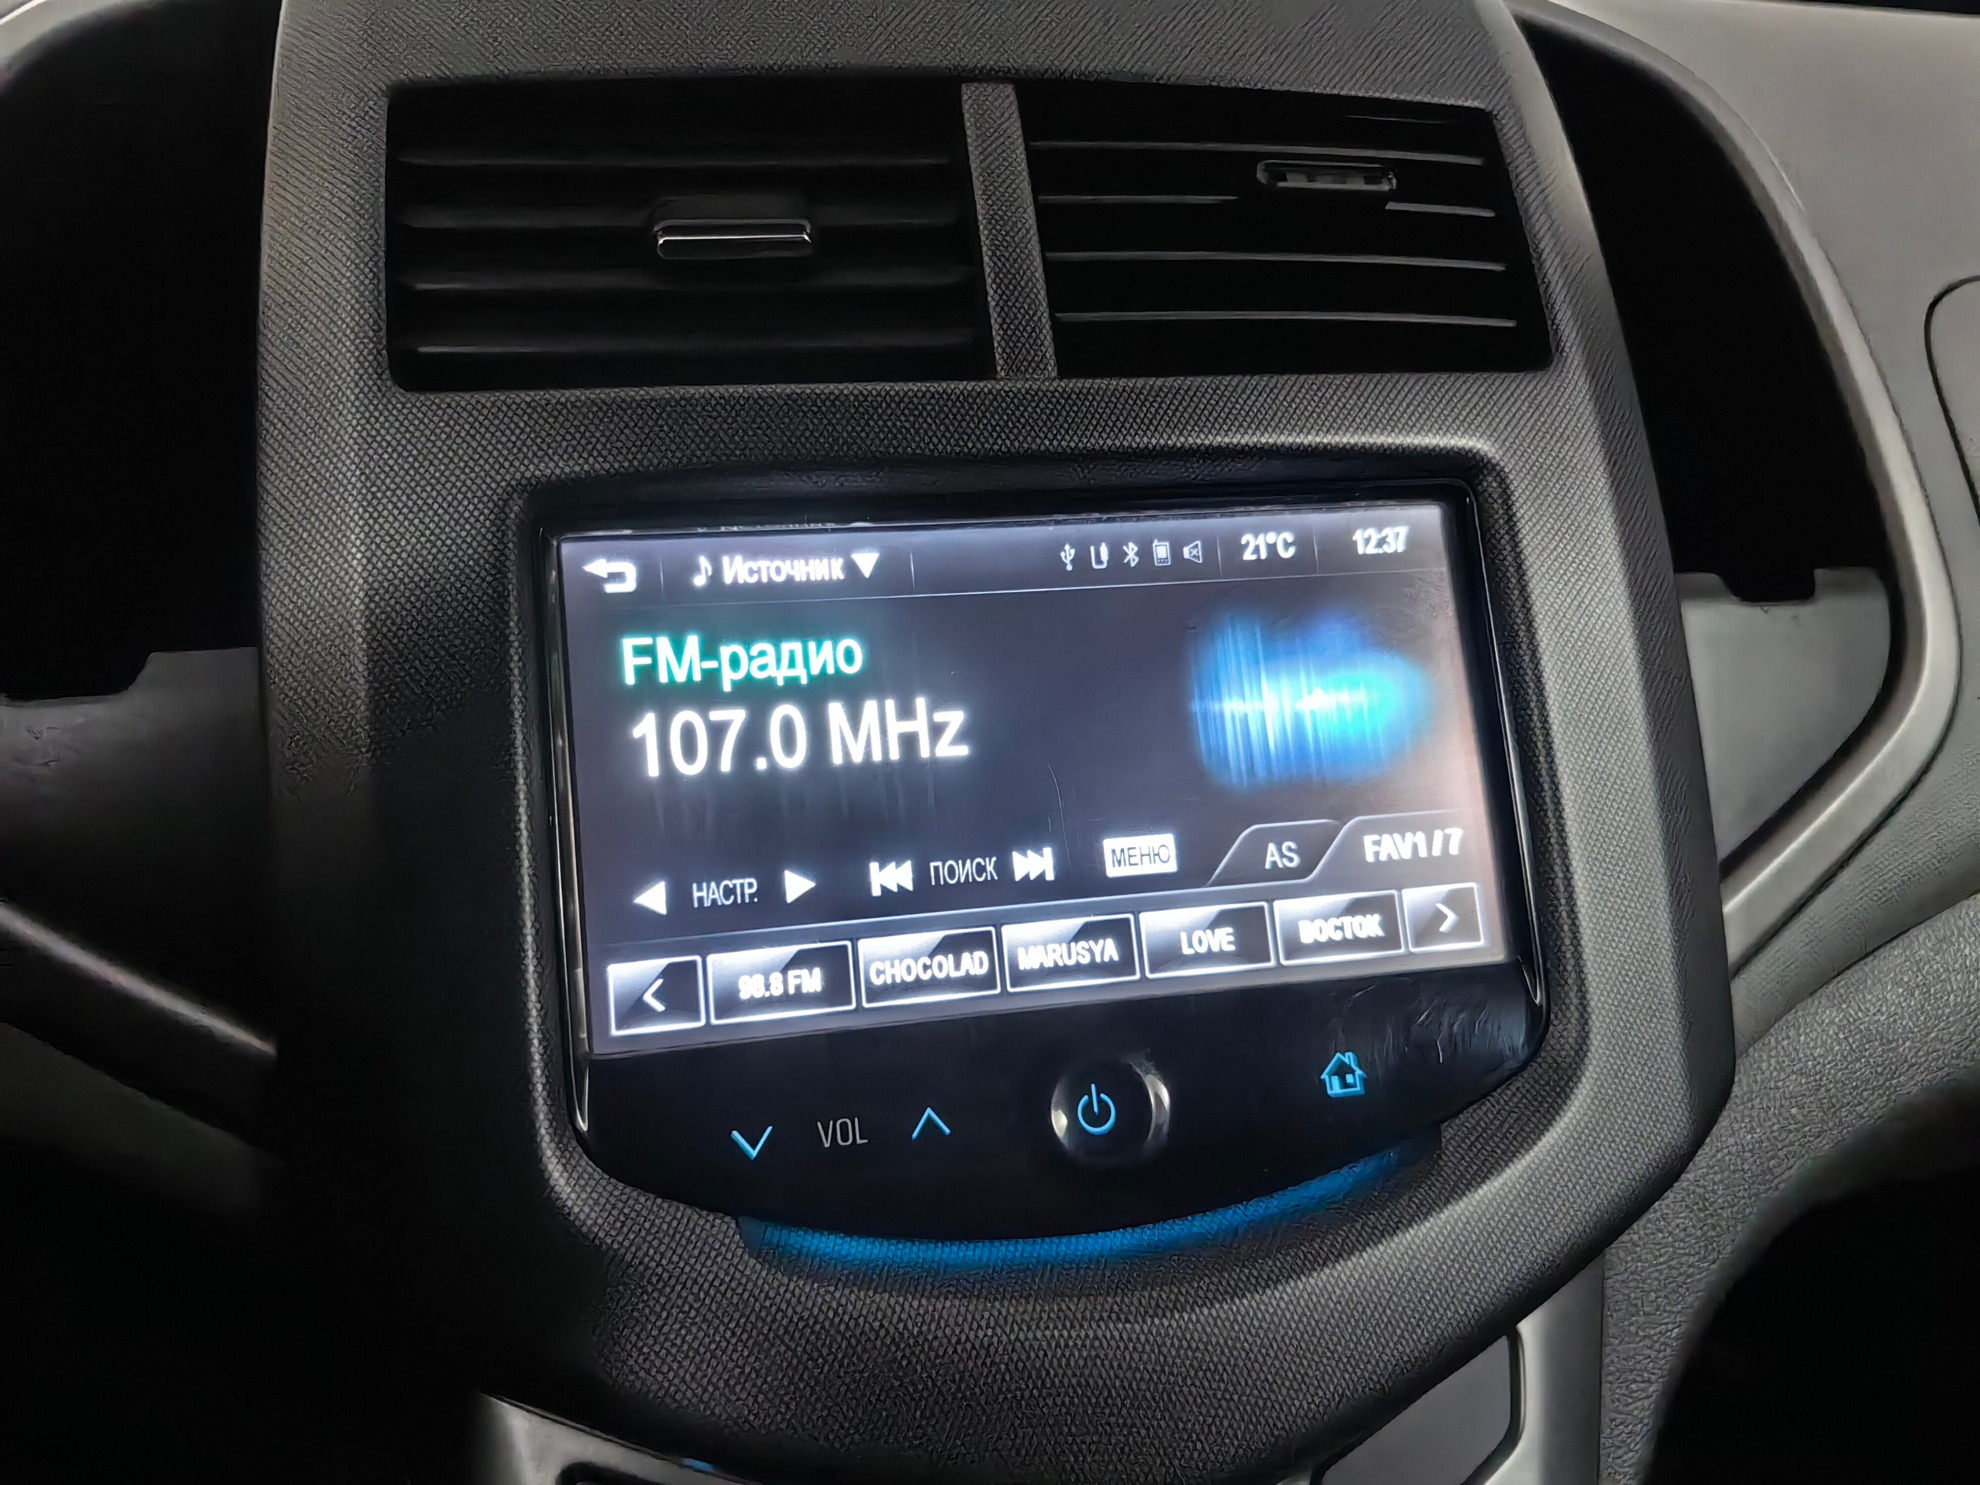 Источник 21°C 12:37
FM-радио
107.0 MHz
НАСТР. ПОИСК МЕНЮ AS FAV1/7
98.8 FM CHOCOLAD MARUSYA LOVE ВОСТОК
VOL